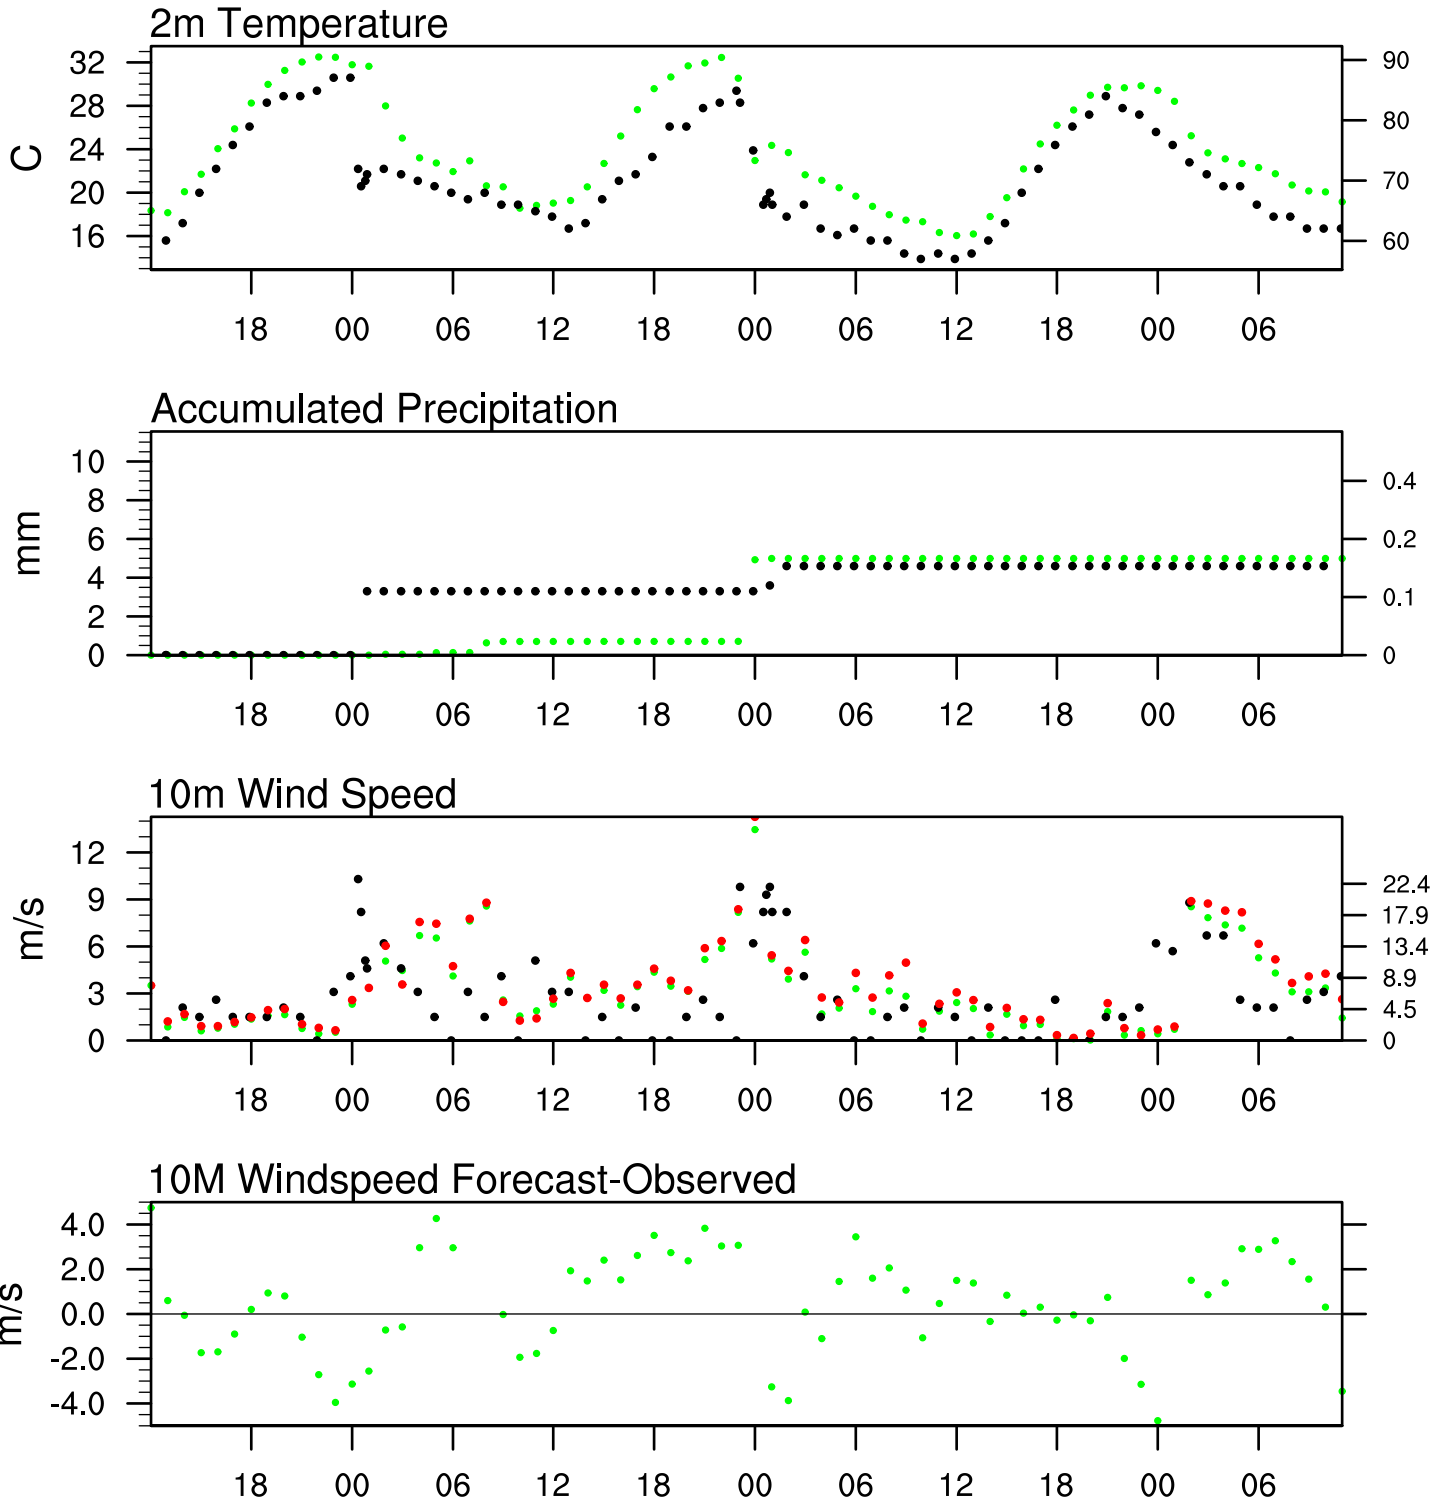 2m Temperature
C
32
28
24
20
16
90
80
70
60
18 00 06 12 18 00 06 12 18 00 06
Accumulated Precipitation
mm
10
8
6
4
2
0
0.4
0.2
0.1
0
18 00 06 12 18 00 06 12 18 00 06
10m Wind Speed
m/s
12
9
6
3
0
22.4
17.9
13.4
8.9
4.5
0
18 00 06 12 18 00 06 12 18 00 06
10M Windspeed Forecast-Observed
m/s
4.0
2.0
0.0
-2.0
-4.0
18 00 06 12 18 00 06 12 18 00 06